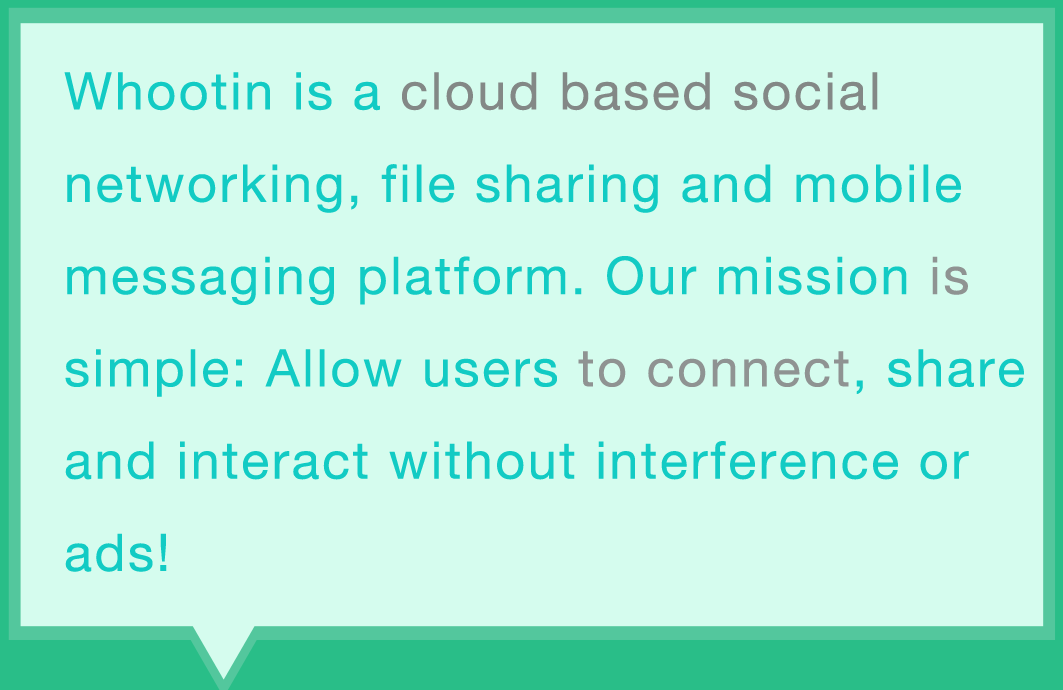 Whootin is a cloud based social
networking, file sharing and mobile
messaging platform. Our mission is
simple: Allow users to connect, share
and interact without interference or
ads!